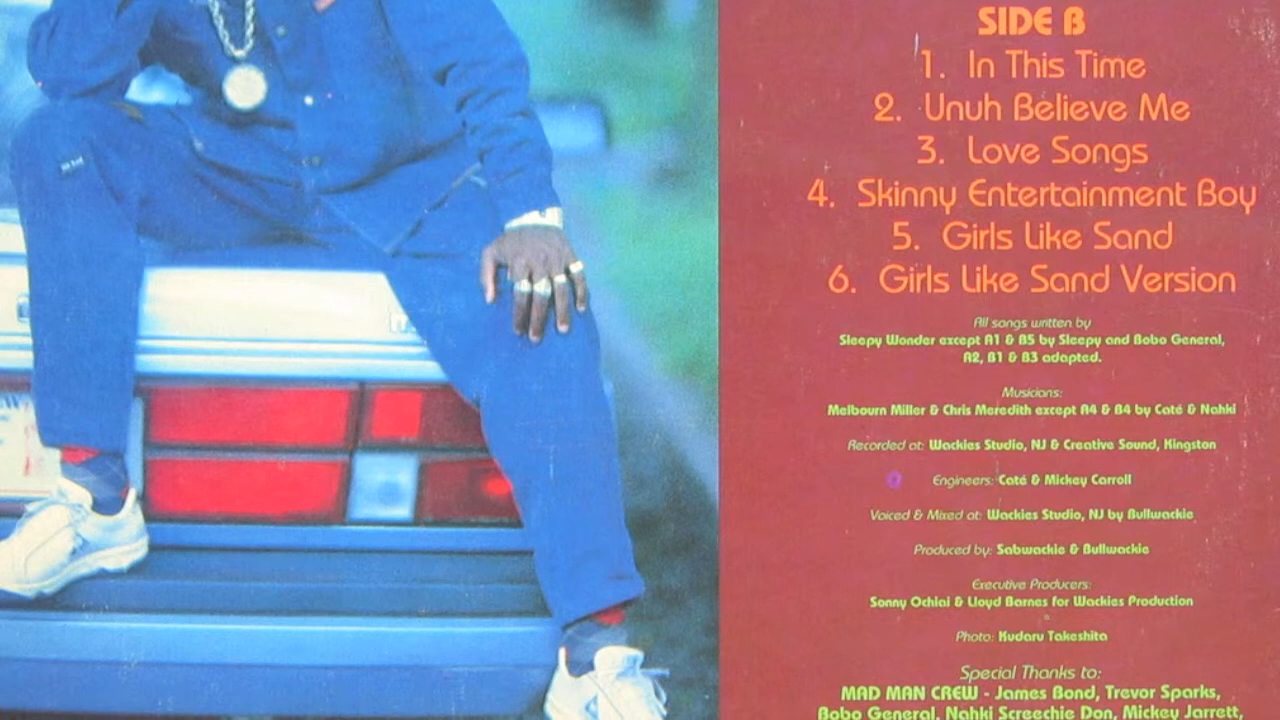 SIDE B
1. In This Time
2. Unuh Believe Me
3. Love Songs
4. Skinny Entertainment Boy
5. Girls Like Sand
6. Girls Like Sand Version
All songs written by
Sleepy Wonder except A1 & B5 by Sleepy and Bobo General,
A2, B1 & B3 adapted.
Musicians:
Melbourn Miller & Chris Meredith except A4 & B4 by Caté & Nahki
Recorded at: Wackies Studio, NJ & Creative Sound, Kingston
Engineers: Caté & Mickey Carroll
Voiced & Mixed at: Wackies Studio, NJ by Bullwackie
Produced by: Sabwackie & Bullwackie
Executive Producers:
Sonny Ochiai & Lloyd Barnes for Wackies Production
Photo: Kudaru Takeshita
Special Thanks to:
MAD MAN CREW - James Bond, Trevor Sparks,
Bobo General, Nahki Screechie Don, Mickey Jarrett,